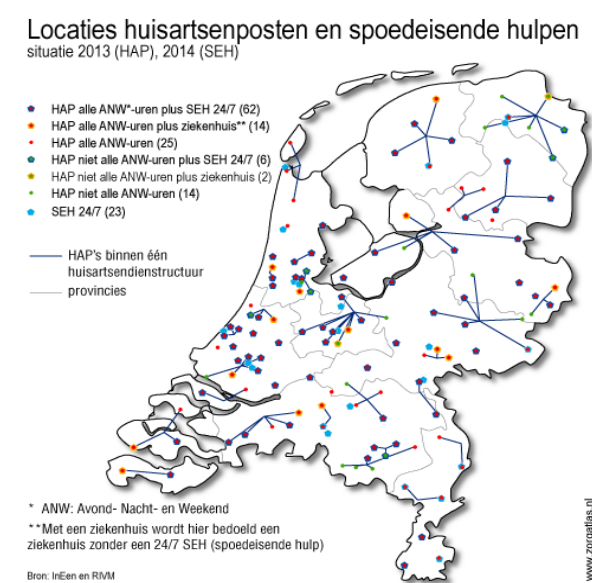 Locaties huisartsenposten en spoedeisende hulpen
situatie 2013 (HAP), 2014 (SEH)
HAP alle ANW*-uren plus SEH 24/7 (62)
HAP alle ANW-uren plus ziekenhuis** (14)
HAP alle ANW-uren (25)
HAP niet alle ANW-uren plus SEH 24/7 (6)
HAP niet alle ANW-uren plus ziekenhuis (2)
HAP niet alle ANW-uren (14)
SEH 24/7 (23)
HAP's binnen één
huisartsendienstructuur
provincies
* ANW: Avond- Nacht- en Weekend
**Met een ziekenhuis wordt hier bedoeld een
ziekenhuis zonder een 24/7 SEH (spoedeisende hulp)
Bron: InEen en RIVM
www.zorgatlas.nl